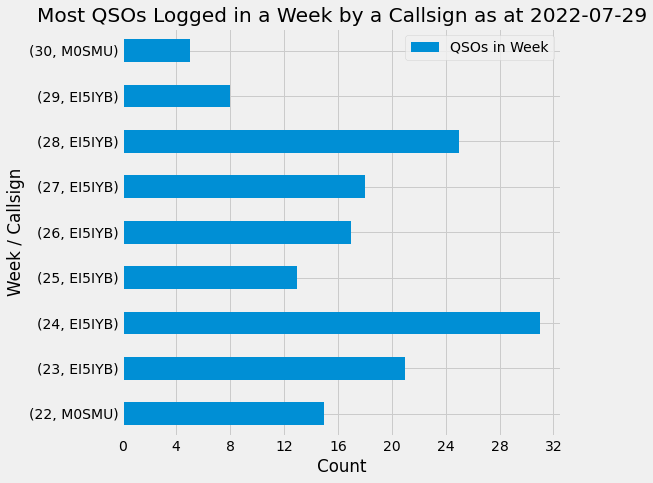 Most QSOs Logged in a Week by a Callsign as at 2022-07-29
QSOs in Week
(30, M0SMU)
(29, EI5IYB)
(28, EI5IYB)
(27, EI5IYB)
(26, EI5IYB)
(25, EI5IYB)
(24, EI5IYB)
(23, EI5IYB)
(22, M0SMU)
Week / Callsign
0 4 8 12 16 20 24 28 32
Count